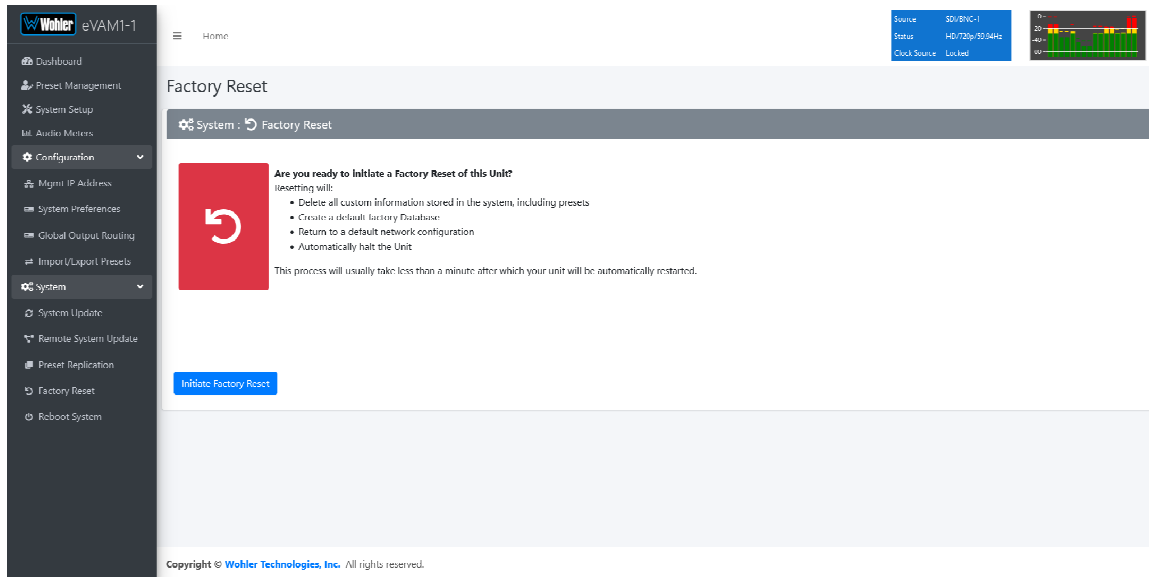 Wohler eVAM1-1
Dashboard
Preset Management
System Setup
Audio Meters
Configuration
Mgmt IP Address
System Preferences
Global Output Routing
Import/Export Presets
System
System Update
Remote System Update
Preset Replication
Factory Reset
Reboot System
Home
Source SDI/BNC-1
Status HD/720p/59.94Hz
Clock Source Locked
0
-20
-40
-60
Factory Reset
System : Factory Reset
Are you ready to initiate a Factory Reset of this Unit?
Resetting will:
• Delete all custom information stored in the system, including presets
• Create a default factory Database
• Return to a default network configuration
• Automatically halt the Unit
This process will usually take less than a minute after which your unit will be automatically restarted.
Initiate Factory Reset
Copyright © Wohler Technologies, Inc. All rights reserved.